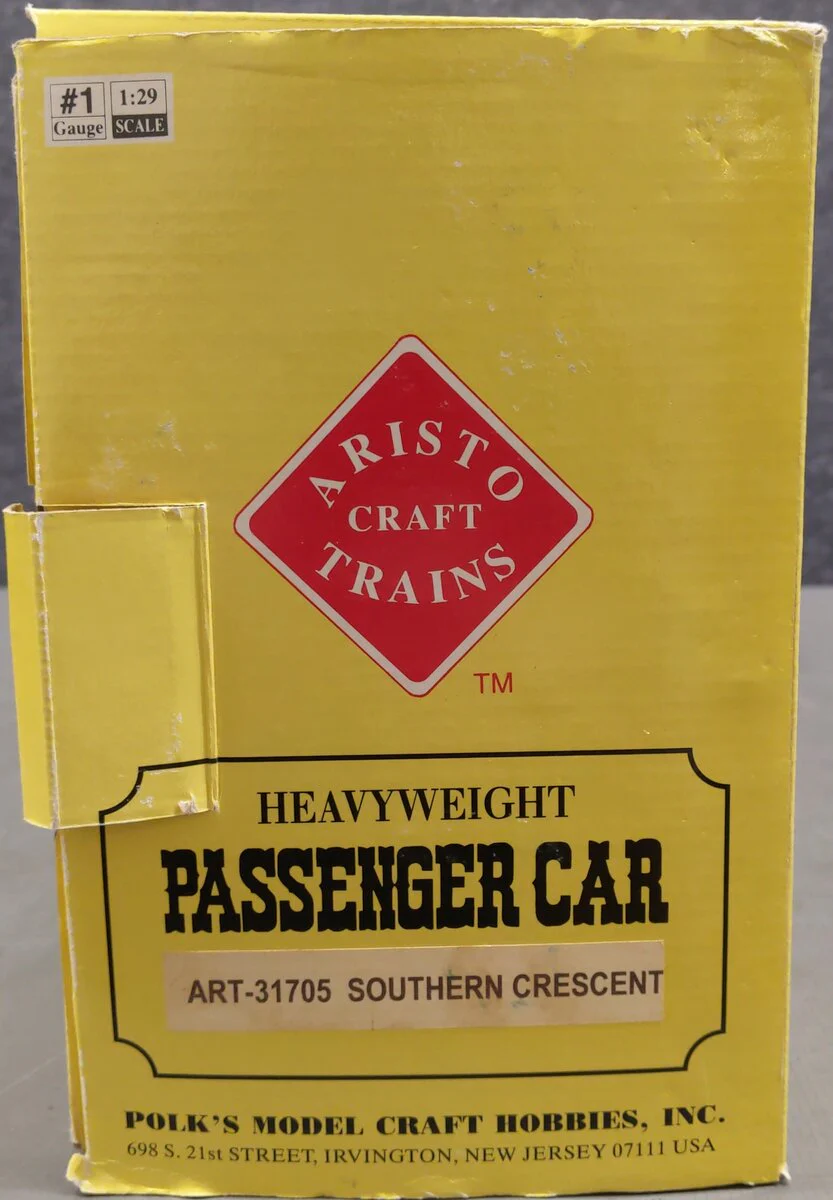 #1 1:29
Gauge SCALE
ARISTO
CRAFT
TRAINS
TM
HEAVYWEIGHT
PASSENGER CAR
ART-31705 SOUTHERN CRESCENT
POLK'S MODEL CRAFT HOBBIES, INC.
698 S. 21st STREET, IRVINGTON, NEW JERSEY 07111 USA